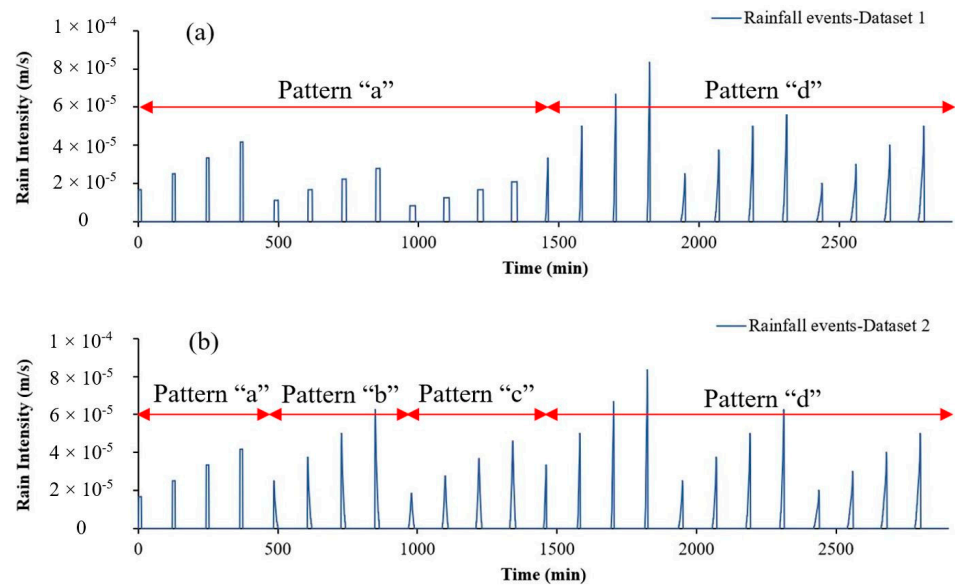 (a)
Rainfall events-Dataset 1
Rain Intensity (m/s)
1 × 10⁻⁴
8 × 10⁻⁵
6 × 10⁻⁵
4 × 10⁻⁵
2 × 10⁻⁵
0
Pattern “a”
Pattern “d”
0 500 1000 1500 2000 2500
Time (min)
(b)
Rainfall events-Dataset 2
Rain Intensity (m/s)
1 × 10⁻⁴
8 × 10⁻⁵
6 × 10⁻⁵
4 × 10⁻⁵
2 × 10⁻⁵
0
Pattern “a”
Pattern “b”
Pattern “c”
Pattern “d”
0 500 1000 1500 2000 2500
Time (min)